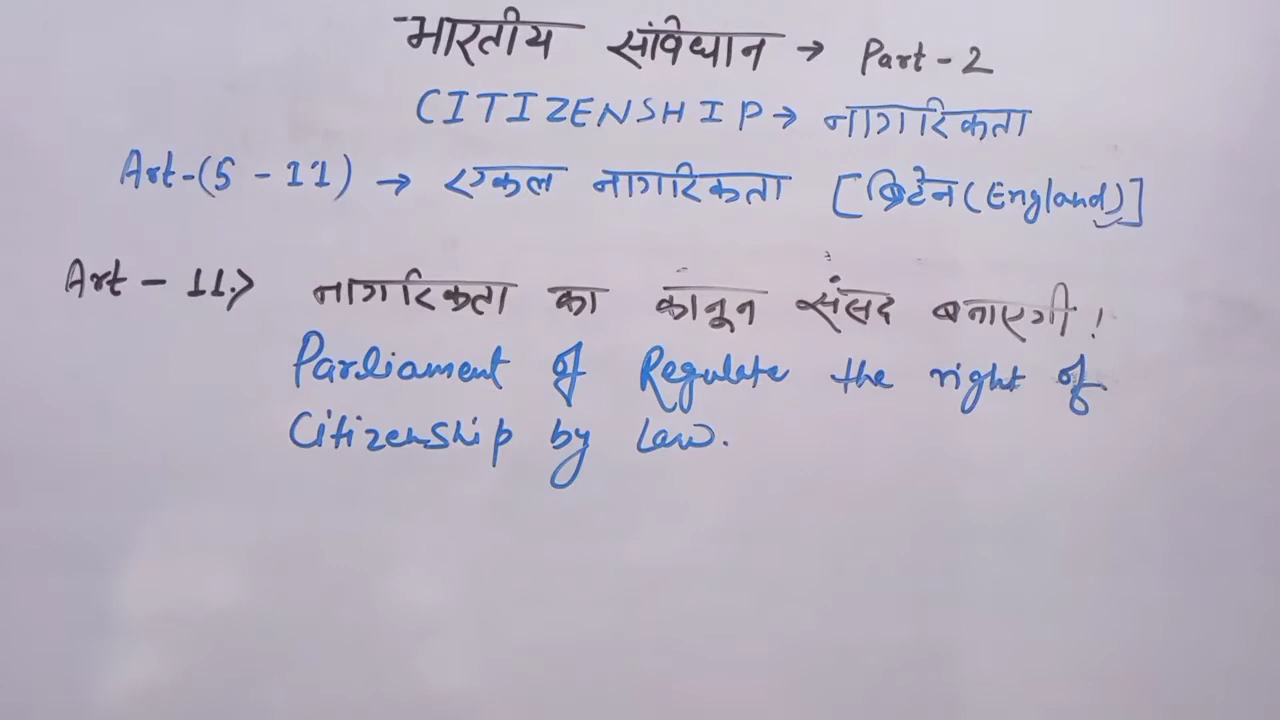 भारतीय संविधान → Part-2
CITIZENSHIP → नागरिकता
Art-(5-11) → एकल नागरिकता [ब्रिटेन (England)]
Art-11.> नागरिकता का कानून संसद बनाएगी!
Parliament of Regulate the right of
Citizenship by Law.